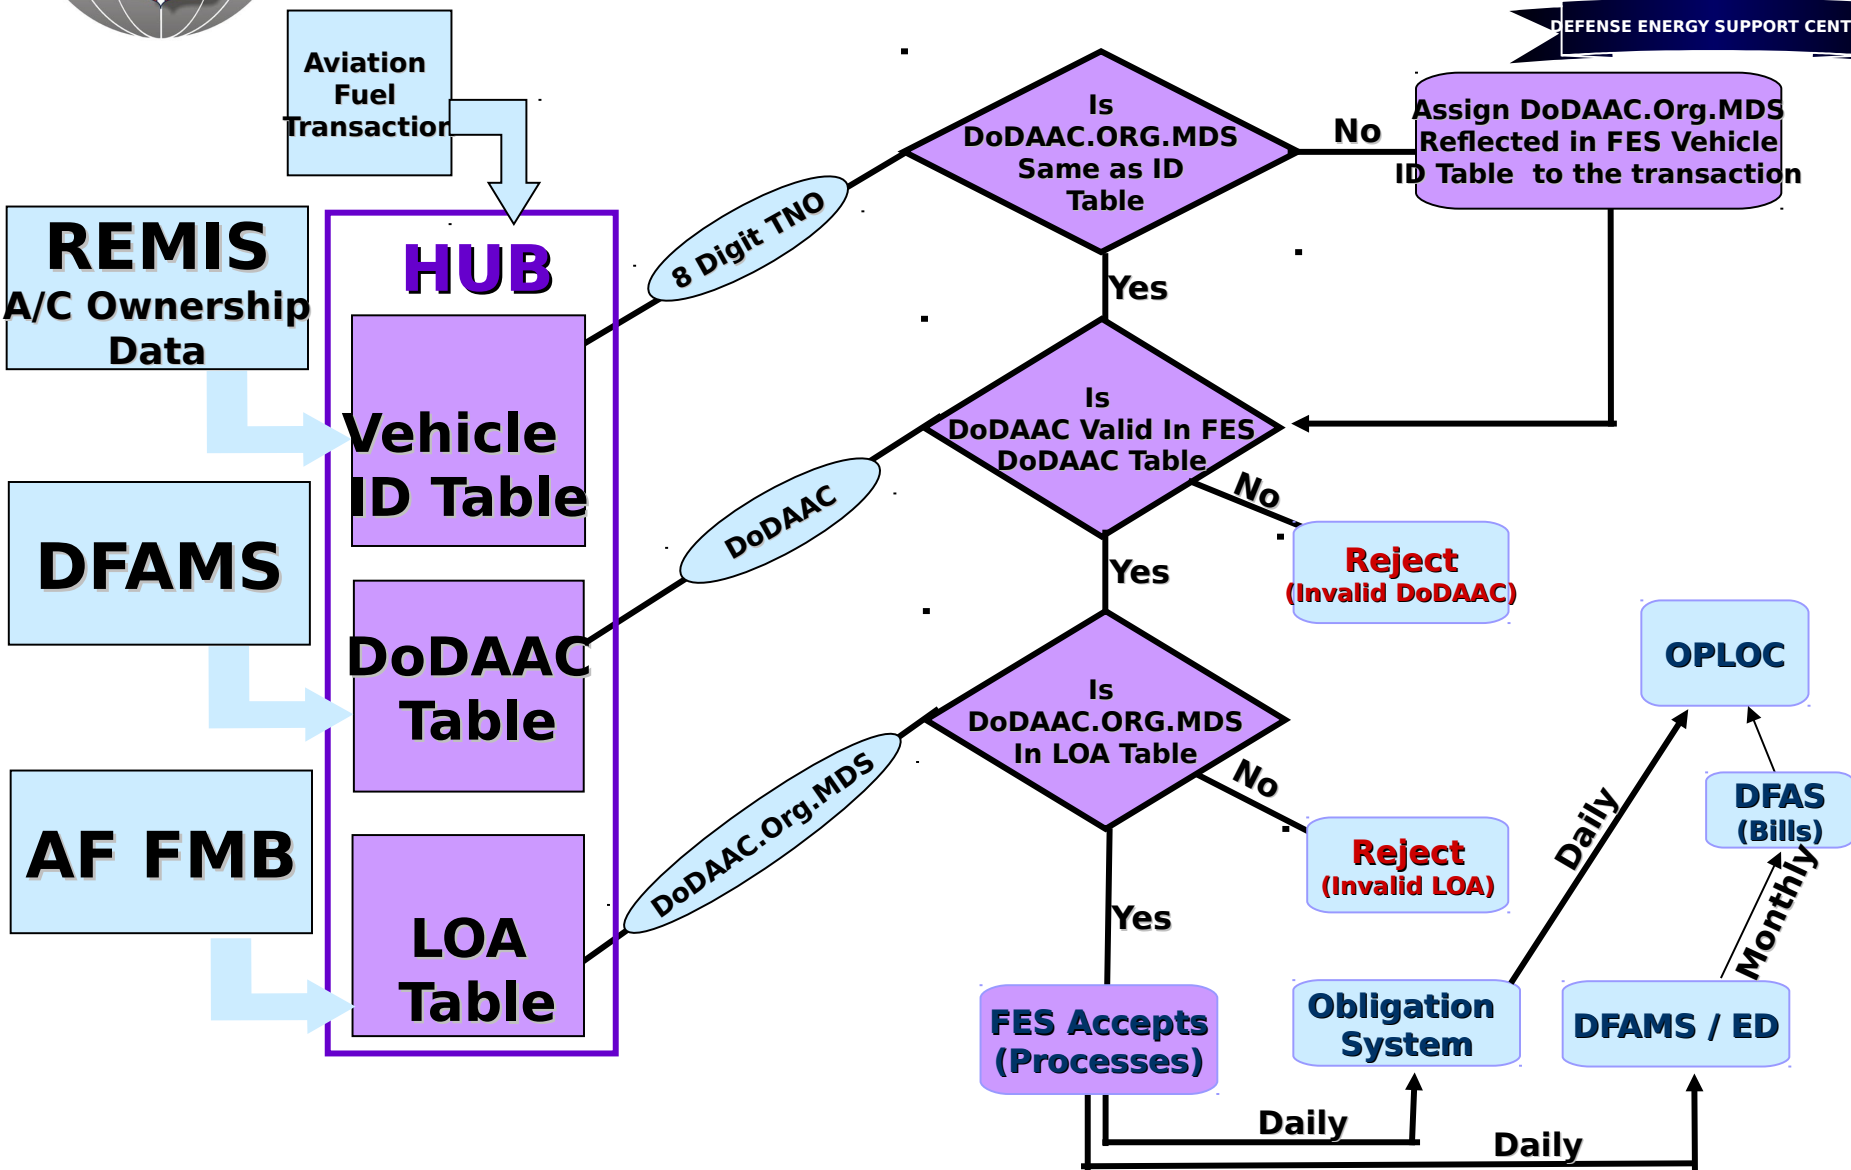 DEFENSE ENERGY SUPPORT CENT
Aviation
Fuel
Transaction
REMIS
A/C Ownership
Data
DFAMS
AF FMB
HUB
Vehicle
ID Table
DoDAAC
Table
LOA
Table
8 Digit TNO
DoDAAC
DoDAAC.Org.MDS
Is
DoDAAC.ORG.MDS
Same as ID
Table
No
Assign DoDAAC.Org.MDS
Reflected in FES Vehicle
ID Table to the transaction
Yes
Is
DoDAAC Valid In FES
DoDAAC Table
No
Reject
(Invalid DoDAAC)
Yes
Is
DoDAAC.ORG.MDS
In LOA Table
No
Reject
(Invalid LOA)
Yes
FES Accepts
(Processes)
Daily
Obligation
System
Daily
DFAMS / ED
Daily
Monthly
DFAS
(Bills)
OPLOC